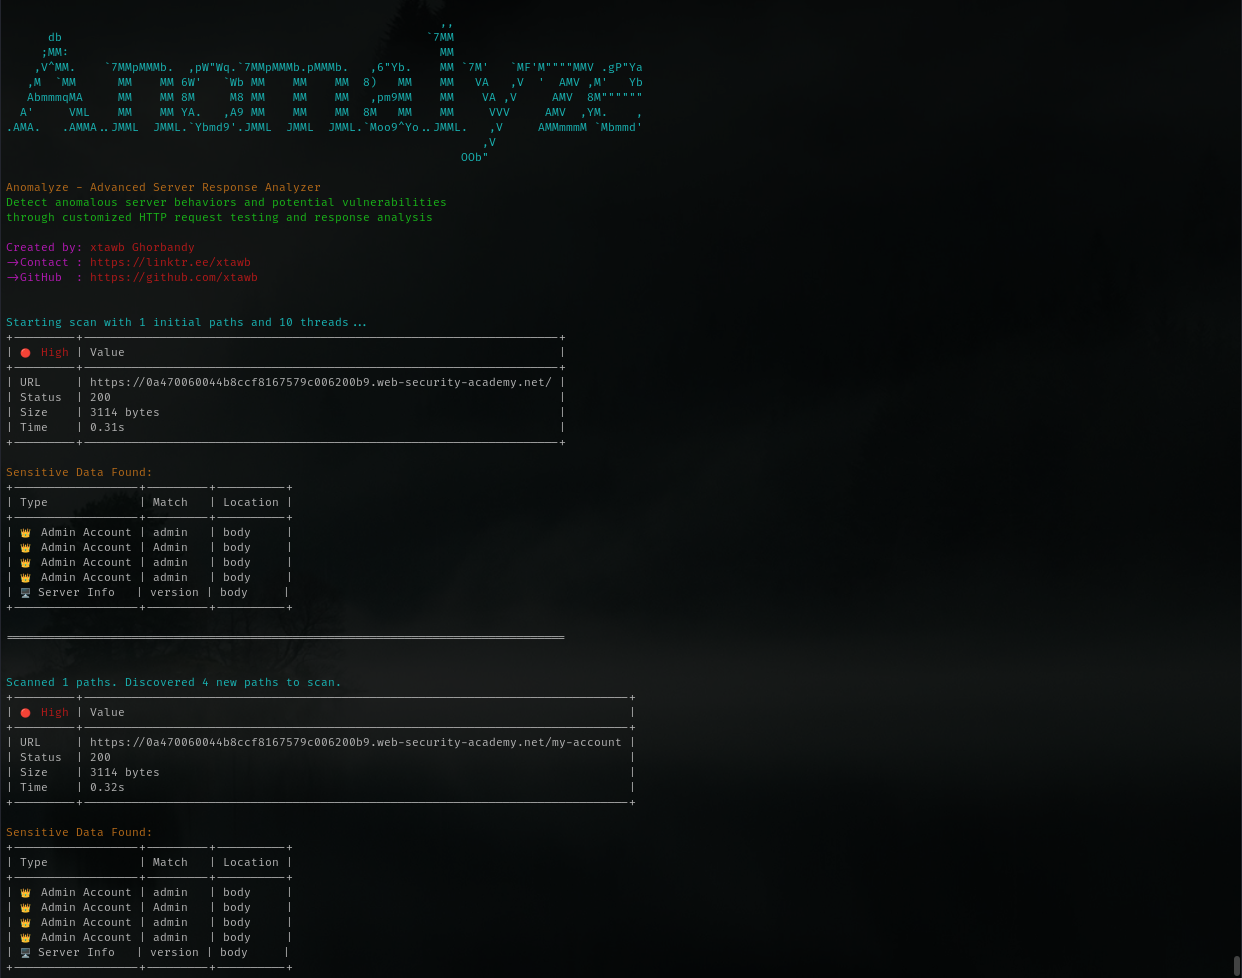 Anomalyze
Anomalyze - Advanced Server Response Analyzer
Detect anomalous server behaviors and potential vulnerabilities
through customized HTTP request testing and response analysis
Created by: xtawb Ghorbandy
→Contact : https://linktr.ee/xtawb
→GitHub  : https://github.com/xtawb
Starting scan with 1 initial paths and 10 threads...
| 🔴 High | Value |
| URL | https://0a470060044b8ccf8167579c006200b9.web-security-academy.net/ |
| Status | 200 |
| Size | 3114 bytes |
| Time | 0.31s |
Sensitive Data Found:
| Type | Match | Location |
| 👑 Admin Account | admin | body |
| 👑 Admin Account | Admin | body |
| 👑 Admin Account | admin | body |
| 👑 Admin Account | admin | body |
| 🖥️ Server Info | version | body |
Scanned 1 paths. Discovered 4 new paths to scan.
| 🔴 High | Value |
| URL | https://0a470060044b8ccf8167579c006200b9.web-security-academy.net/my-account |
| Status | 200 |
| Size | 3114 bytes |
| Time | 0.32s |
Sensitive Data Found:
| Type | Match | Location |
| 👑 Admin Account | admin | body |
| 👑 Admin Account | Admin | body |
| 👑 Admin Account | admin | body |
| 👑 Admin Account | admin | body |
| 🖥️ Server Info | version | body |